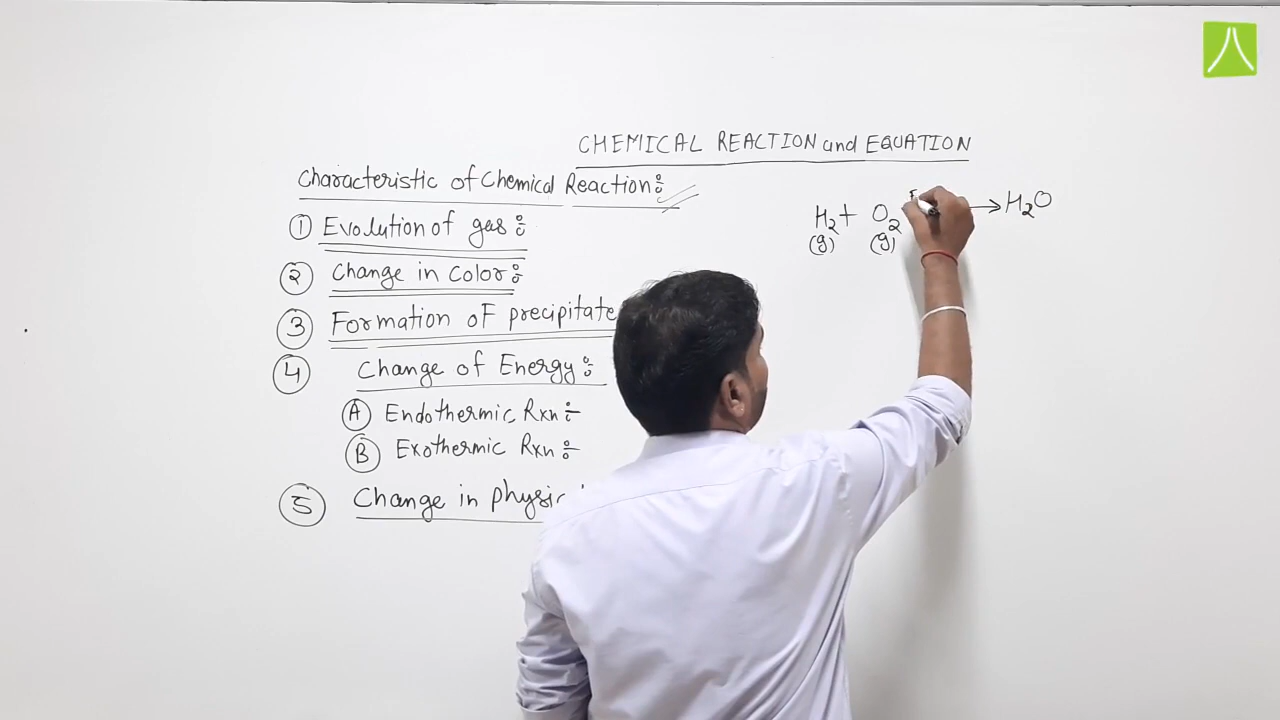 CHEMICAL REACTION and EQUATION
Characteristic of Chemical Reaction:
① Evolution of gas:
② Change in Color:
③ Formation of precipitate
④ Change of Energy:
Ⓐ Endothermic Rxn:
Ⓑ Exothermic Rxn:
⑤ Change in
H₂ + O₂ → H₂O
(g) (g)